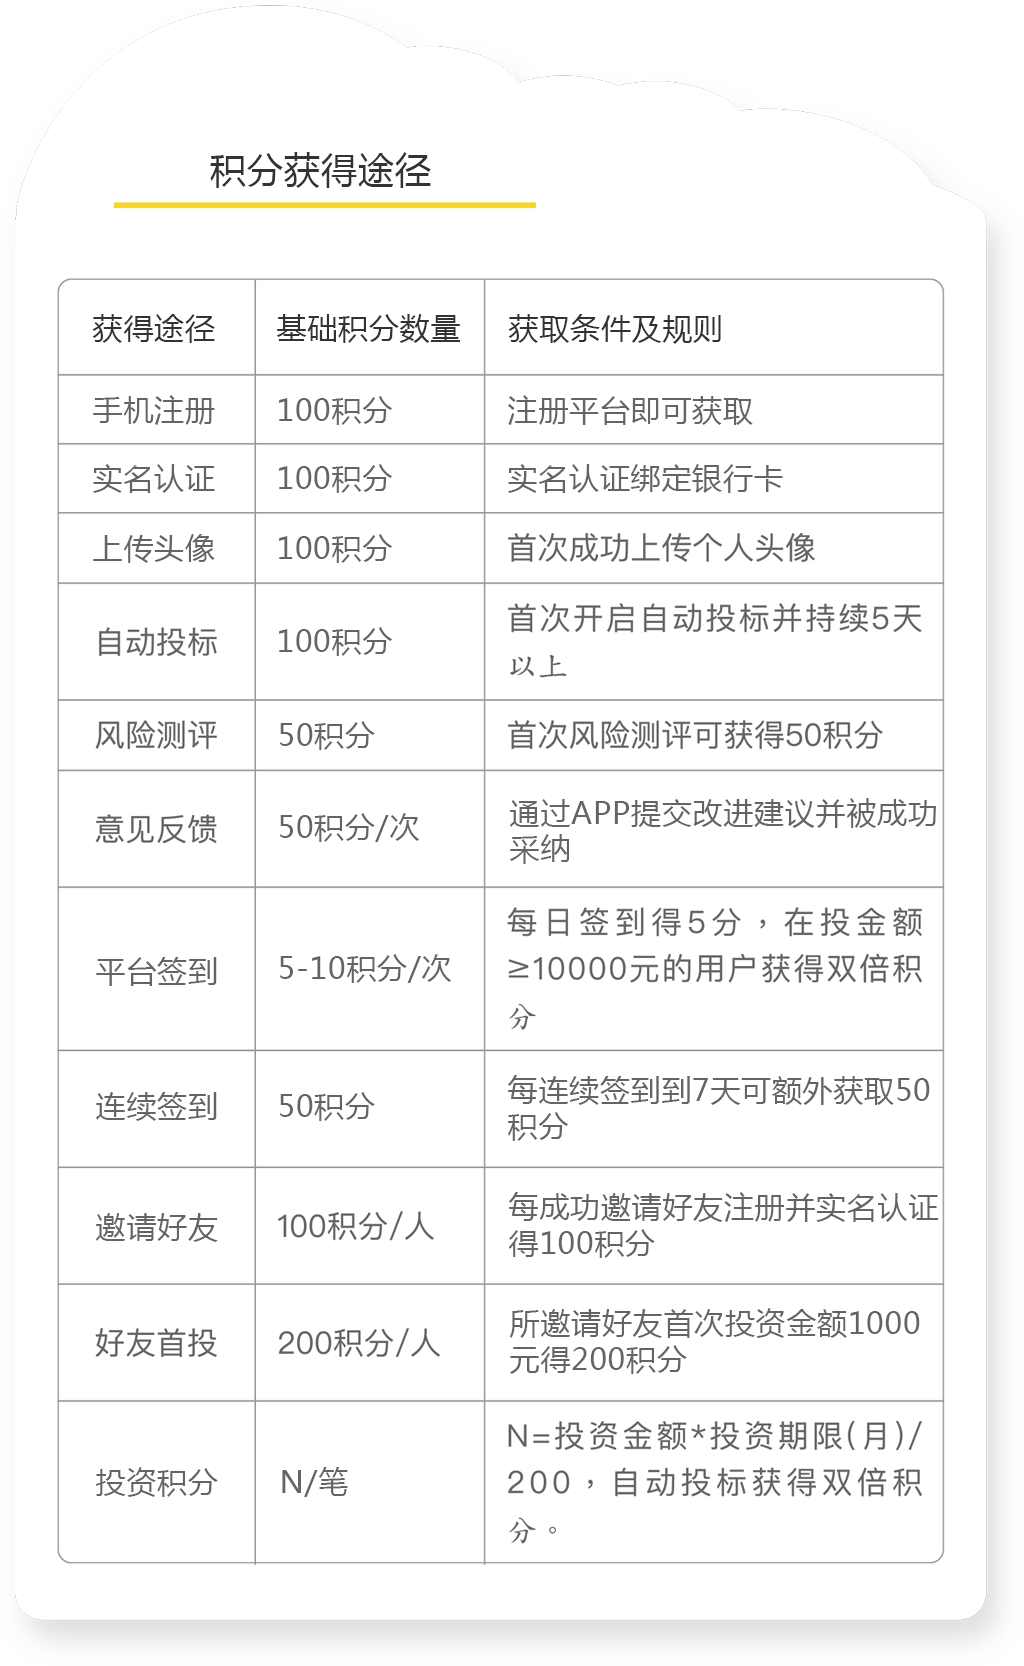 积分获得途径
获得途径 基础积分数量 获取条件及规则
手机注册 100积分 注册平台即可获取
实名认证 100积分 实名认证绑定银行卡
上传头像 100积分 首次成功上传个人头像
自动投标 100积分 首次开启自动投标并持续5天
以上
风险测评 50积分 首次风险测评可获得50积分
意见反馈 50积分/次 通过APP提交改进建议并被成功
采纳
平台签到 5-10积分/次 每日签到得5分，在投金额
≥10000元的用户获得双倍积
分
连续签到 50积分 每连续签到到7天可额外获取50
积分
邀请好友 100积分/人 每成功邀请好友注册并实名认证
得100积分
好友首投 200积分/人 所邀请好友首次投资金额1000
元得200积分
投资积分 N/笔 N=投资金额*投资期限(月)/
200，自动投标获得双倍积
分。